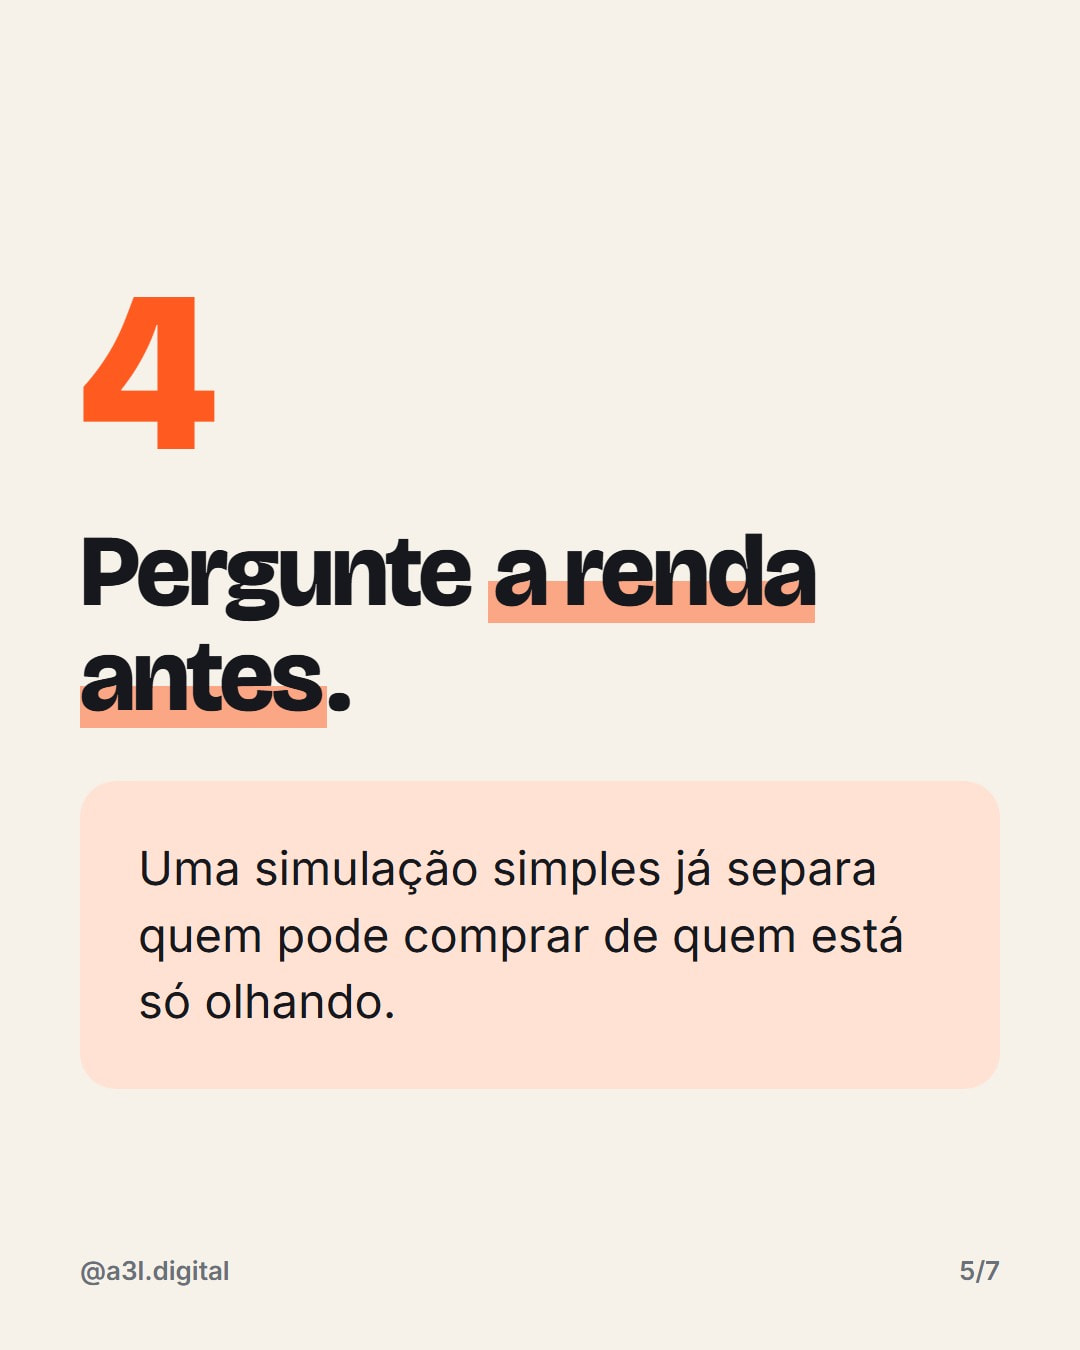 4
Pergunte a renda
antes.
Uma simulação simples já separa
quem pode comprar de quem está
só olhando.
@a3l.digital
5/7